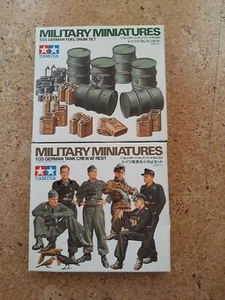 MILITARY MINIATURES
1/35 GERMAN FUEL DRUM SET
TAMIYA
MILITARY MINIATURES
1/35 GERMAN TANK CREW AT REST
TAMIYA